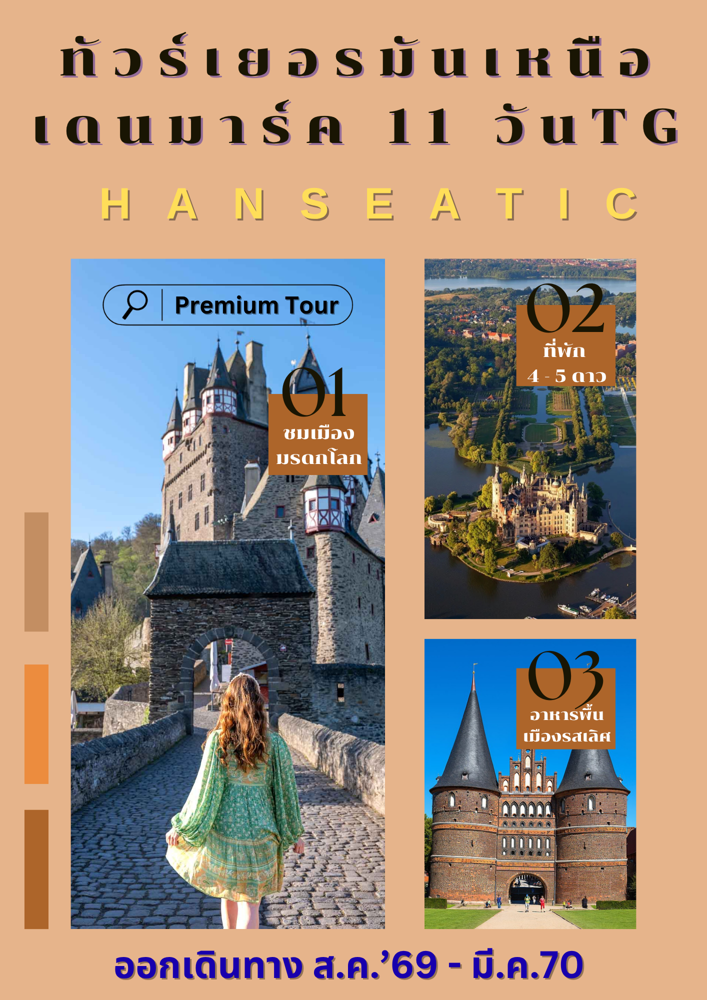 ทัวร์เยอรมันเหนือ
เดนมาร์ค 11 วันTG
HANSEATIC
Premium Tour
01
ชมเมือง
มรดกโลก
02
ที่พัก
4 - 5 ดาว
03
อาหารพื้น
เมืองรสเลิศ
ออกเดินทาง ส.ค.’69 - มี.ค.70